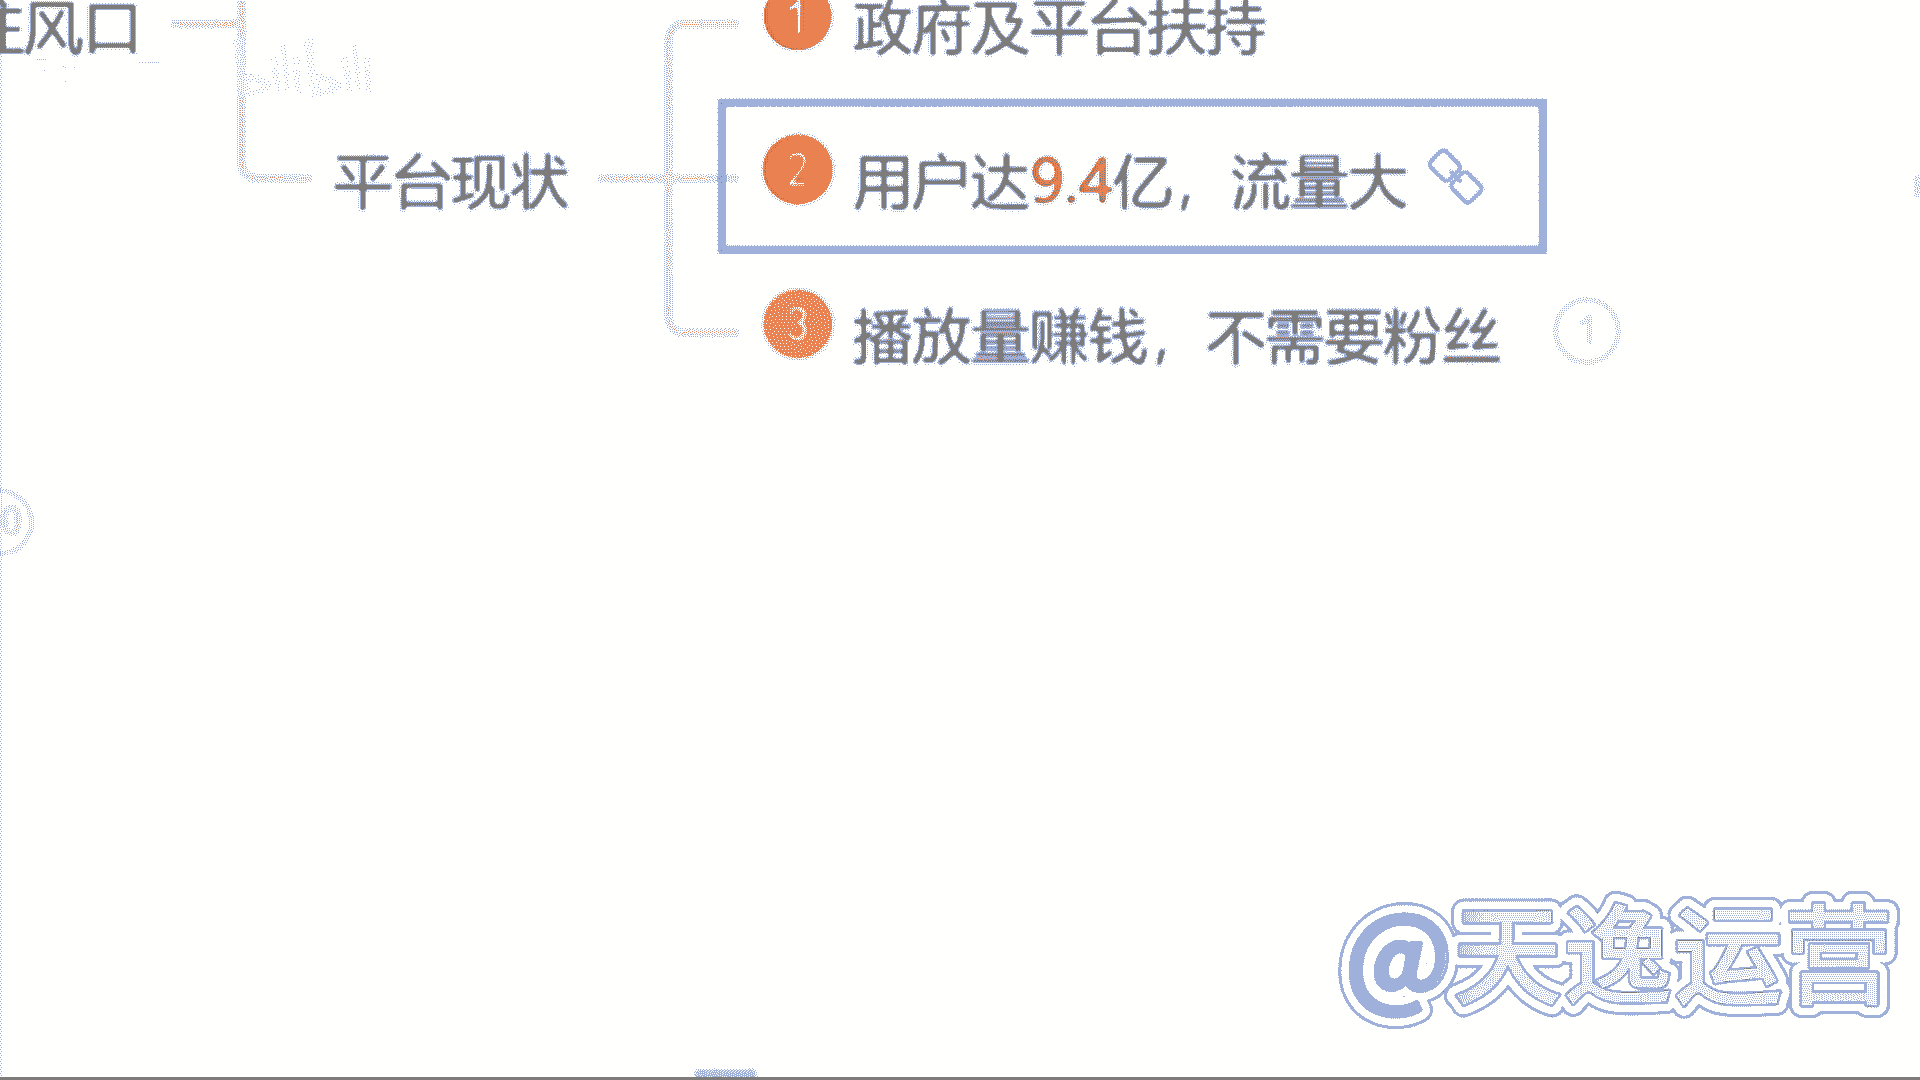 风口
1 政府及平台扶持
bilibili
平台现状
2 用户达9.4亿，流量大
3 播放量赚钱，不需要粉丝 1
@天逸运营